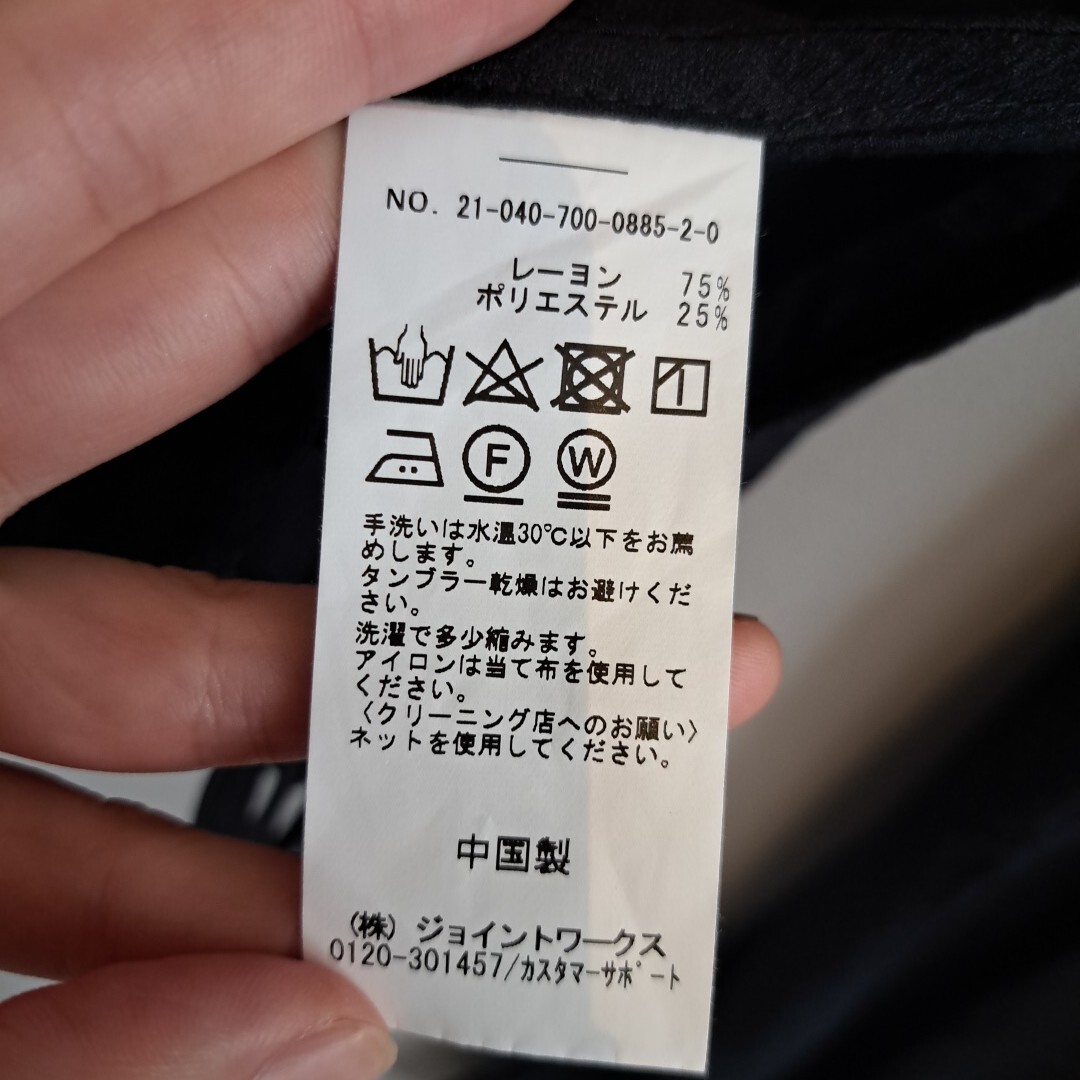 NO. 21-040-700-0885-2-0
レーヨン 75%
ポリエステル 25%
F W
手洗いは水温30℃以下をお薦
めします。
タンブラー乾燥はお避けくだ
さい。
洗濯で多少縮みます。
アイロンは当て布を使用して
ください。
〈クリーニング店へのお願い〉
ネットを使用してください。
中国製
(株)ジョイントワークス
0120-301457/カスタマーサポート